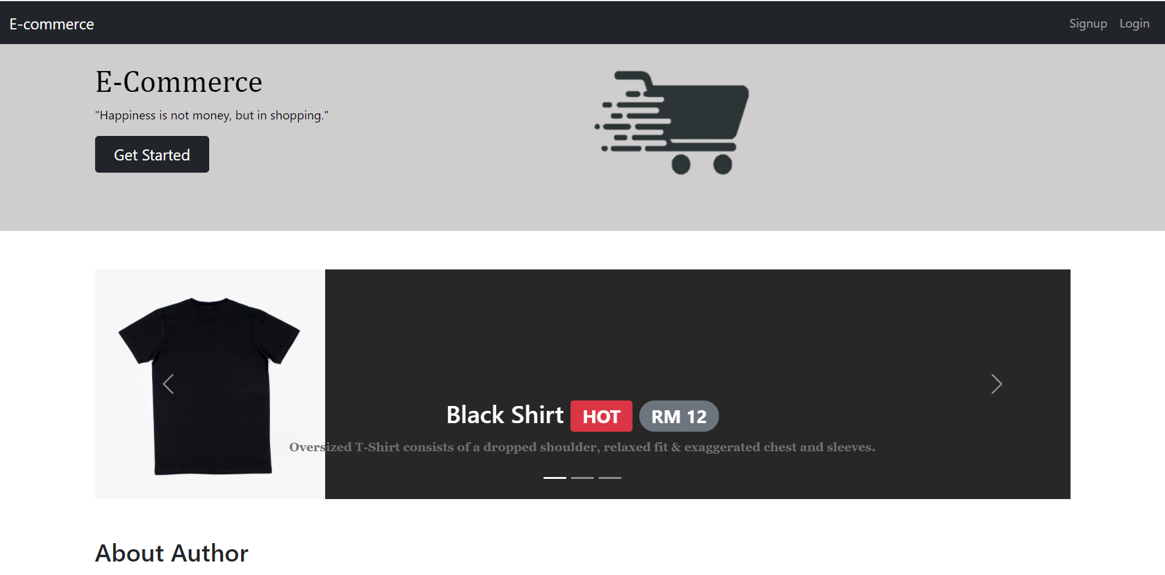 E-commerce Signup Login
E-Commerce
"Happiness is not money, but in shopping."
Get Started
Black Shirt HOT RM 12
Oversized T-Shirt consists of a dropped shoulder, relaxed fit & exaggerated chest and sleeves.
About Author